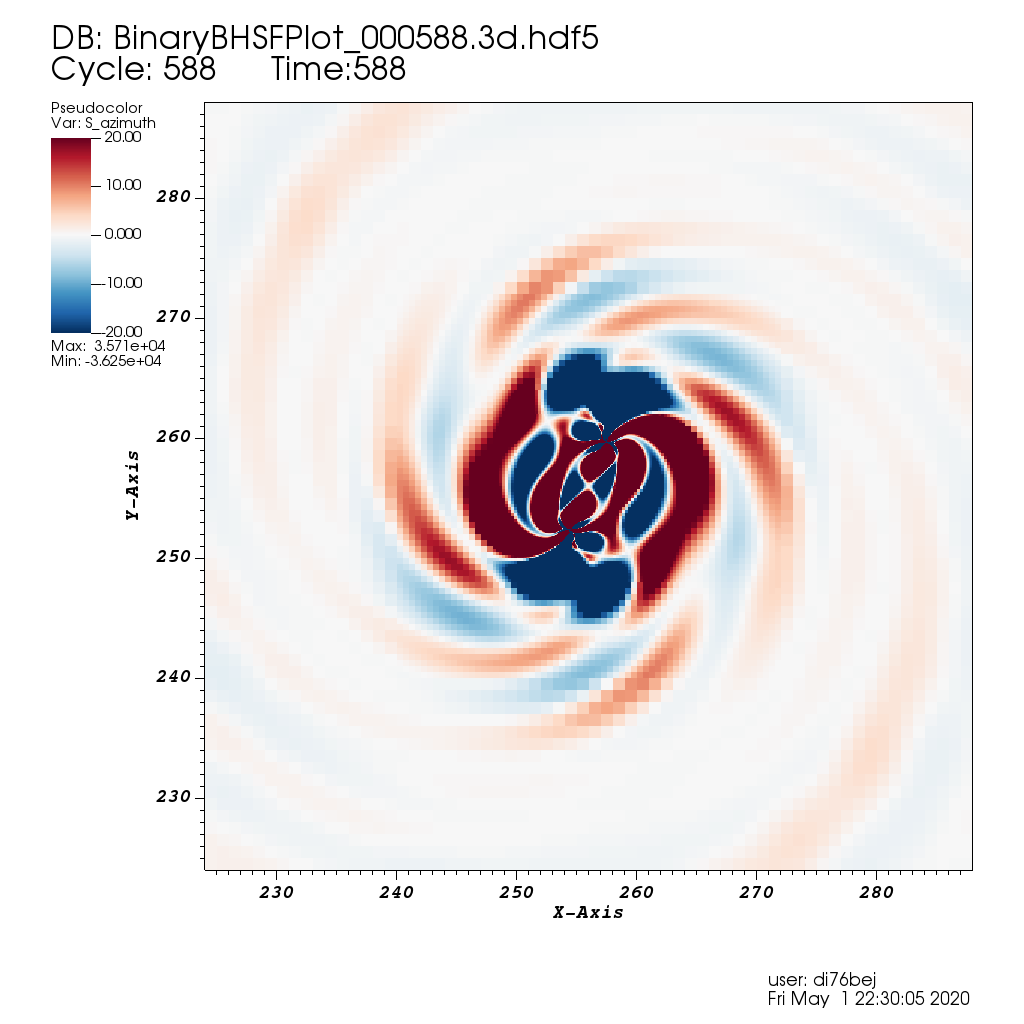 DB: BinaryBHSFPlot_000588.3d.hdf5
Cycle: 588 Time:588
Pseudocolor
Var: S_azimuth
20.00
10.00
0.000
-10.00
-20.00
Max: 3.571e+04
Min: -3.625e+04
280
270
260
250
240
230
Y-Axis
230 240 250 260 270 280
X-Axis
user: di76bej
Fri May 1 22:30:05 2020